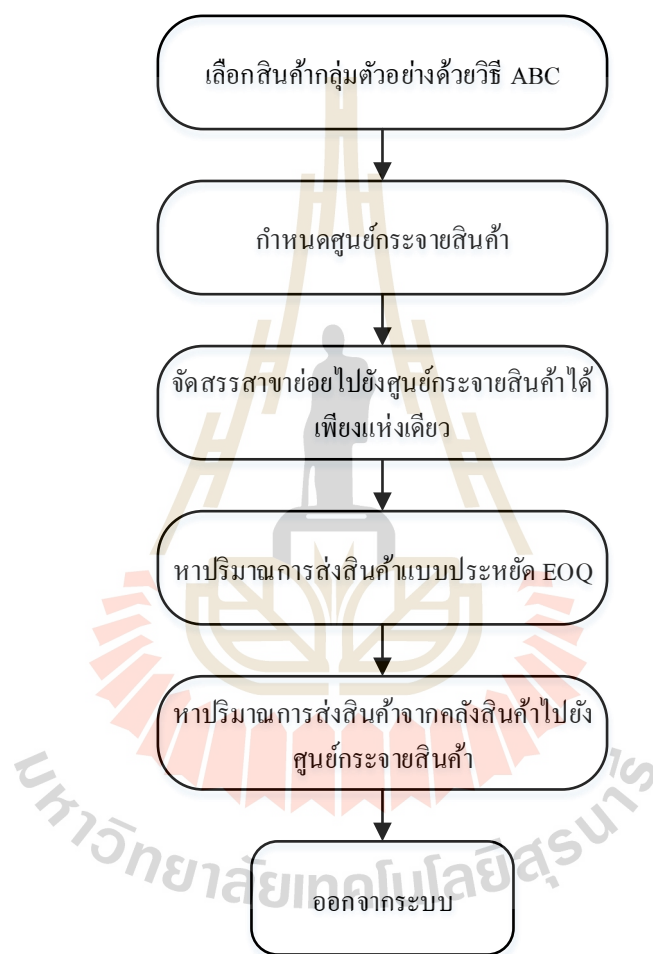 เลือกสินค้ากลุ่มตัวอย่างด้วยวิธี ABC
กำหนดศูนย์กระจายสินค้า
จัดสรรสาขาย่อยไปยังศูนย์กระจายสินค้าได้
เพียงแห่งเดียว
หาปริมาณการส่งสินค้าแบบประหยัด EOQ
หาปริมาณการส่งสินค้าจากคลังสินค้าไปยัง
ศูนย์กระจายสินค้า
ออกจากระบบ
มหาวิทยาลัยเทคโนโลยีสุรนารี